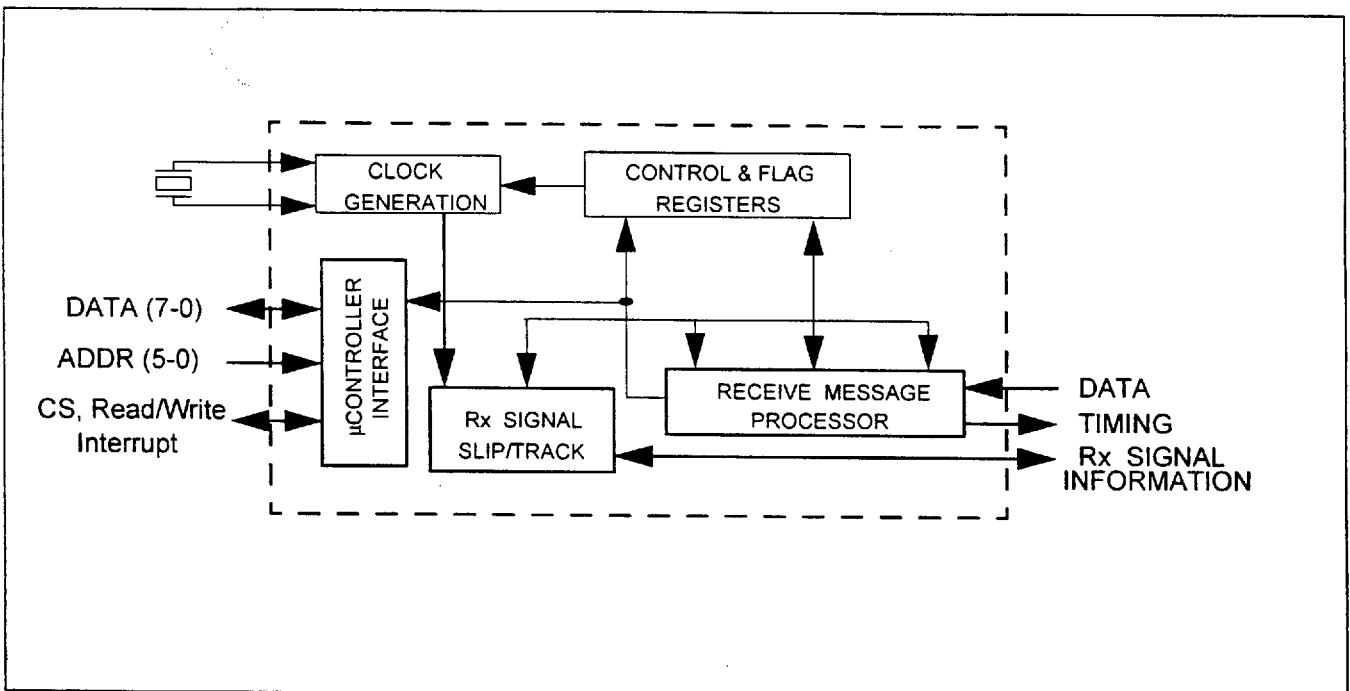 CLOCK
GENERATION
CONTROL & FLAG
REGISTERS
DATA (7-0)
ADDR (5-0)
CS, Read/Write
Interrupt
µCONTROLLER
INTERFACE
Rx SIGNAL
SLIP/TRACK
RECEIVE MESSAGE
PROCESSOR
DATA
TIMING
Rx SIGNAL
INFORMATION